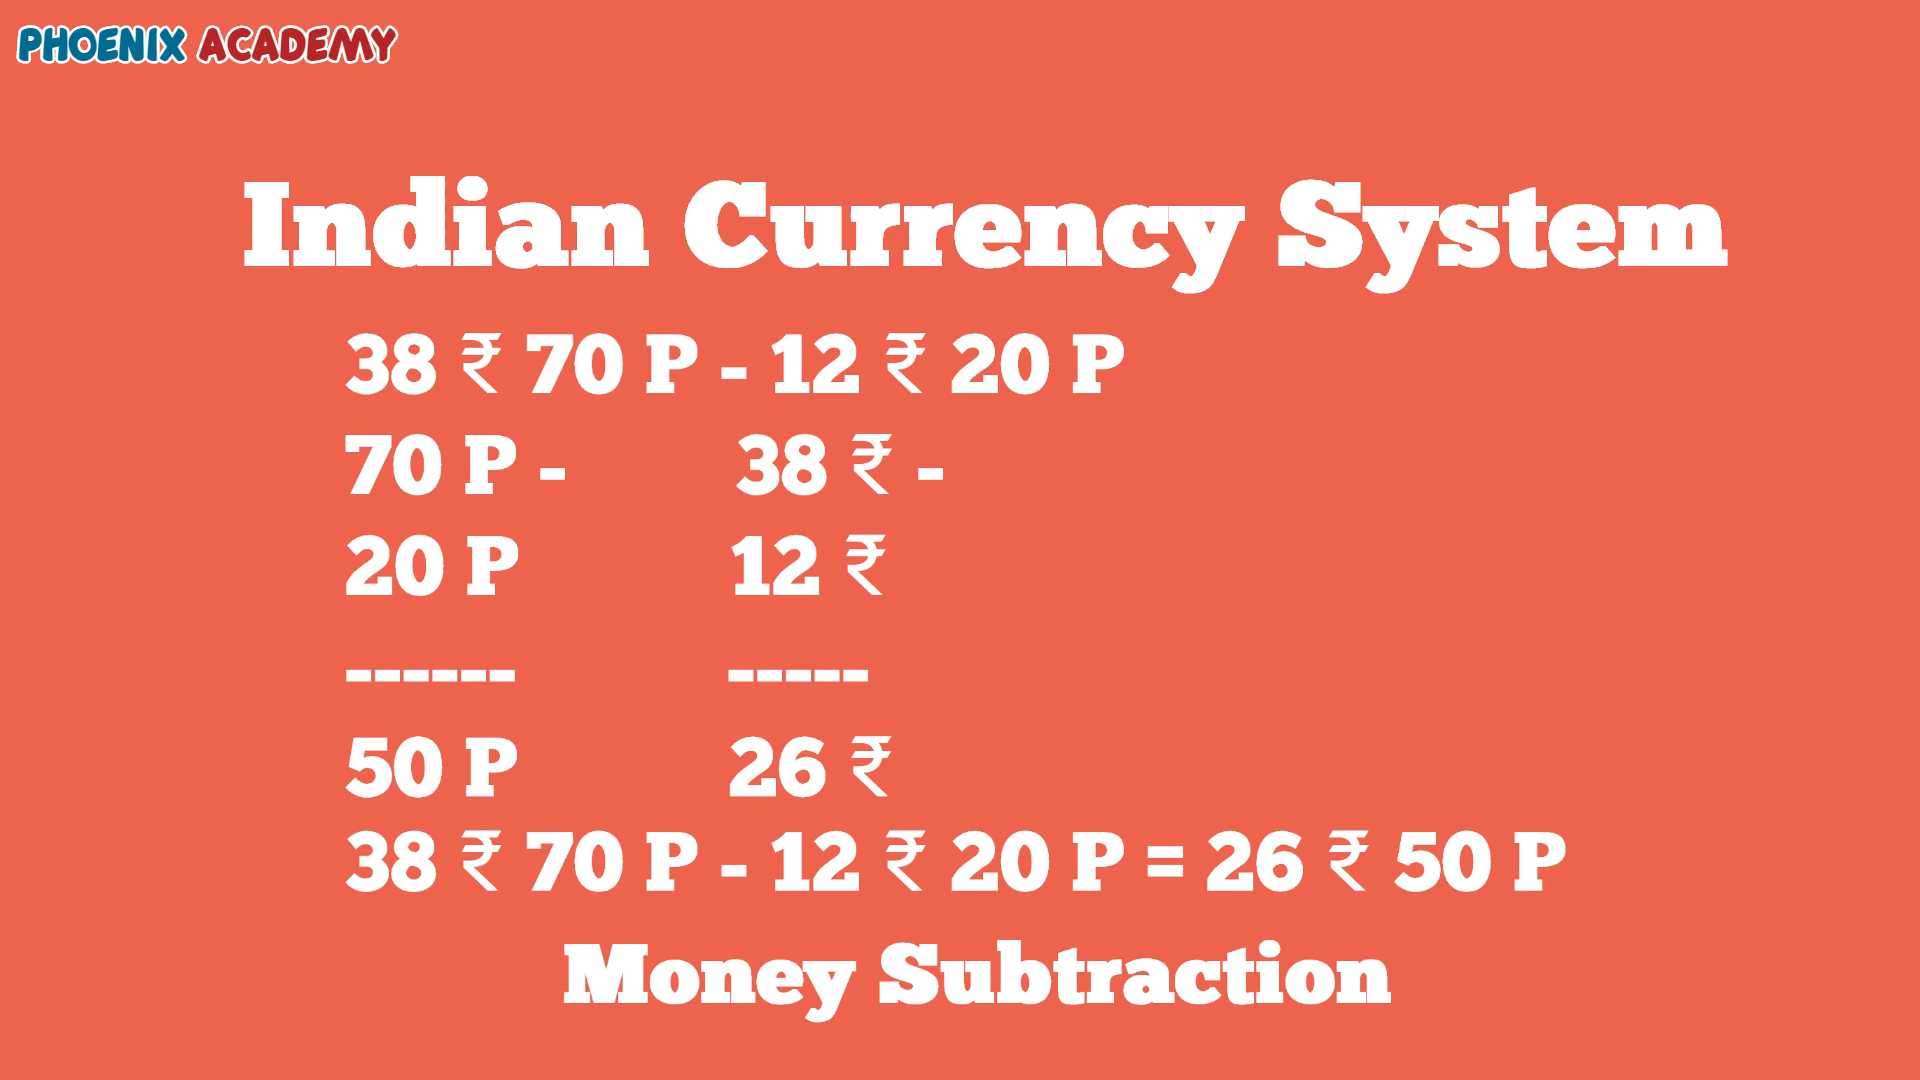 PHOENIX ACADEMY
Indian Currency System
38 ₹ 70 P - 12 ₹ 20 P
70 P - 38 ₹ -
20 P 12 ₹
------ -----
50 P 26 ₹
38 ₹ 70 P - 12 ₹ 20 P = 26 ₹ 50 P
Money Subtraction